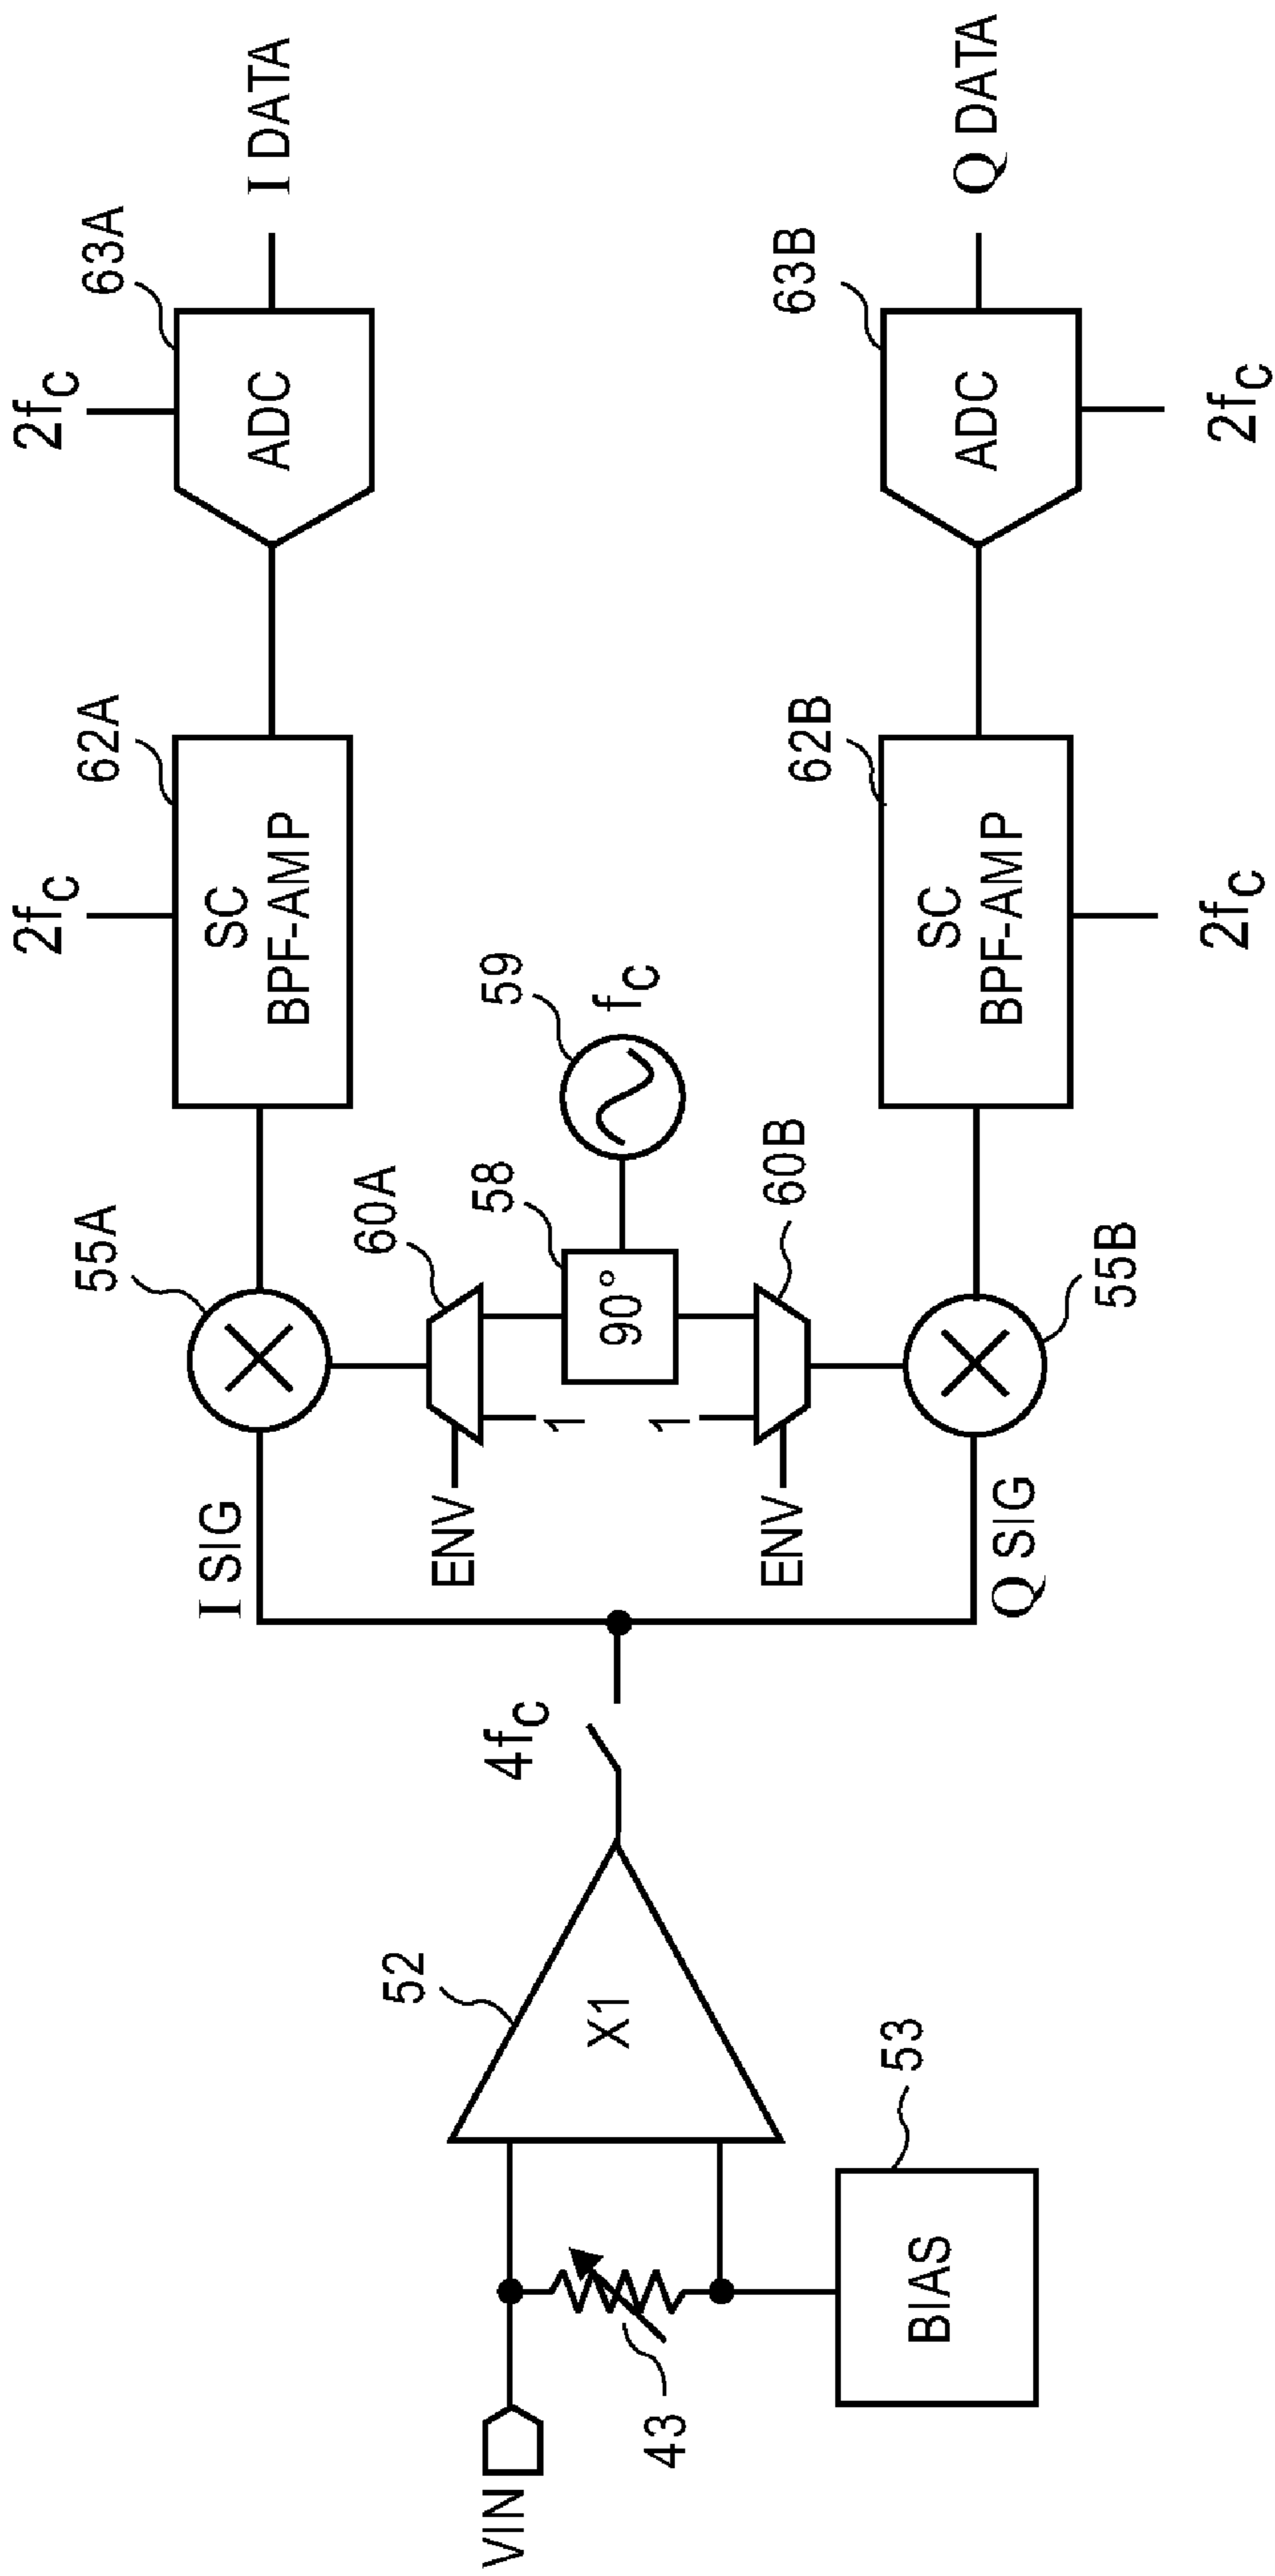 VIN
43
BIAS
53
X1
52
4fC
I SIG
55A
ENV
1
60A
90°
58
59
fC
ENV
1
60B
Q SIG
55B
2fC
62A
SC
BPF-AMP
2fC
63A
ADC
I DATA
62B
SC
BPF-AMP
2fC
63B
ADC
2fC
Q DATA